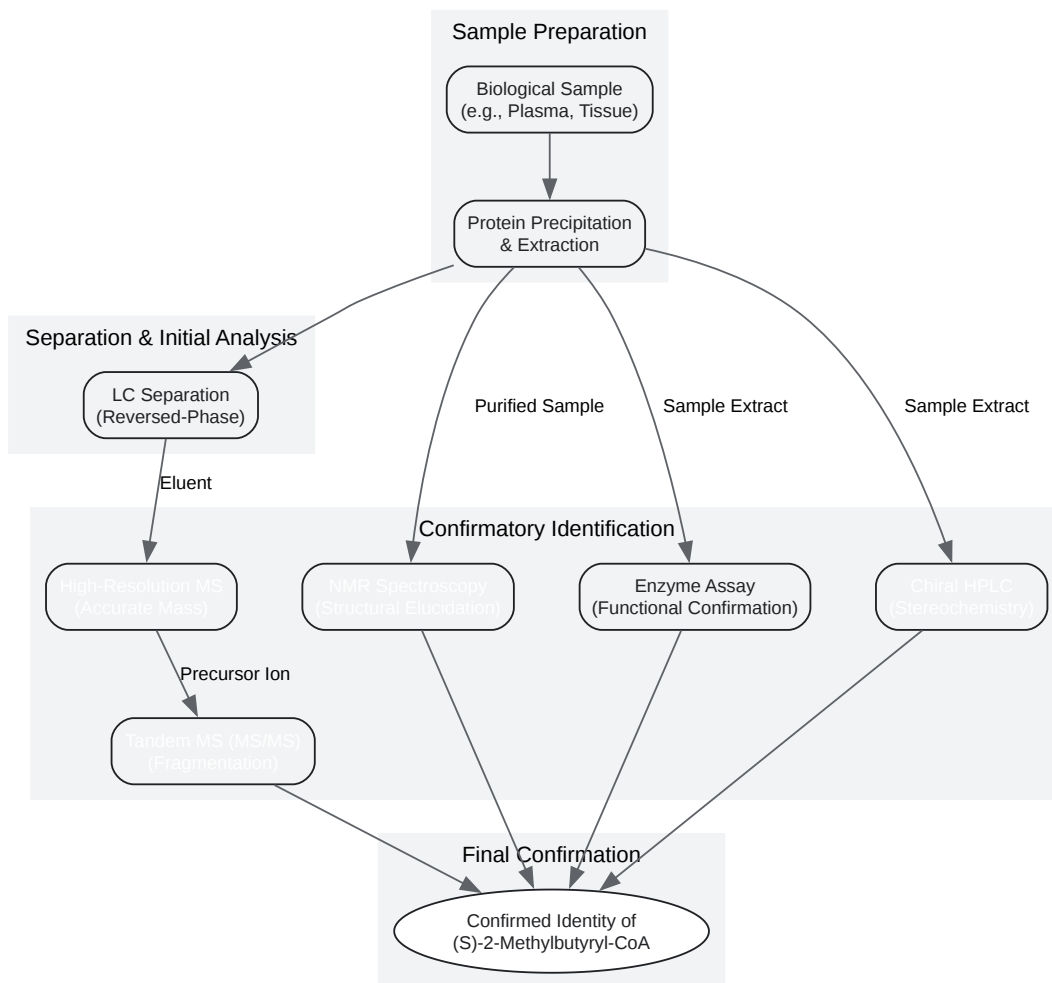 Sample Preparation
Biological Sample
(e.g., Plasma, Tissue)
Protein Precipitation
& Extraction
Separation & Initial Analysis
LC Separation
(Reversed-Phase)
Purified Sample
Sample Extract
Sample Extract
Eluent
Confirmatory Identification
High-Resolution MS
(Accurate Mass)
NMR Spectroscopy
(Structural Elucidation)
Enzyme Assay
(Functional Confirmation)
Chiral HPLC
(Stereochemistry)
Precursor Ion
Tandem MS (MS/MS)
(Fragmentation)
Final Confirmation
Confirmed Identity of
(S)-2-Methylbutyryl-CoA